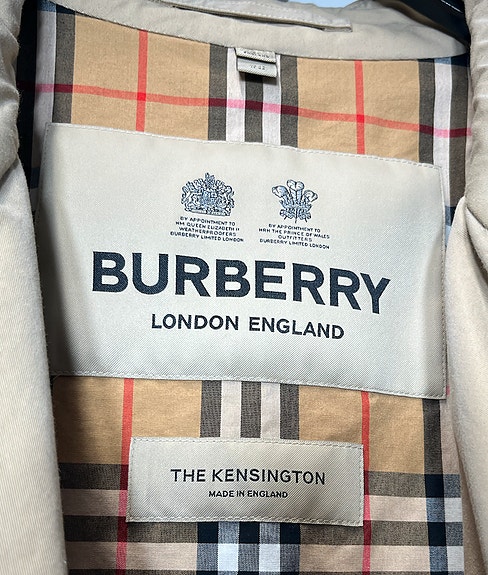 BY APPOINTMENT TO
HM QUEEN ELIZABETH II
WEATHERPROOFERS
BURBERRY LIMITED LONDON
BY APPOINTMENT TO
HRH THE PRINCE OF WALES
OUTFITTERS
BURBERRY LIMITED LONDON
BURBERRY
LONDON ENGLAND
THE KENSINGTON
MADE IN ENGLAND